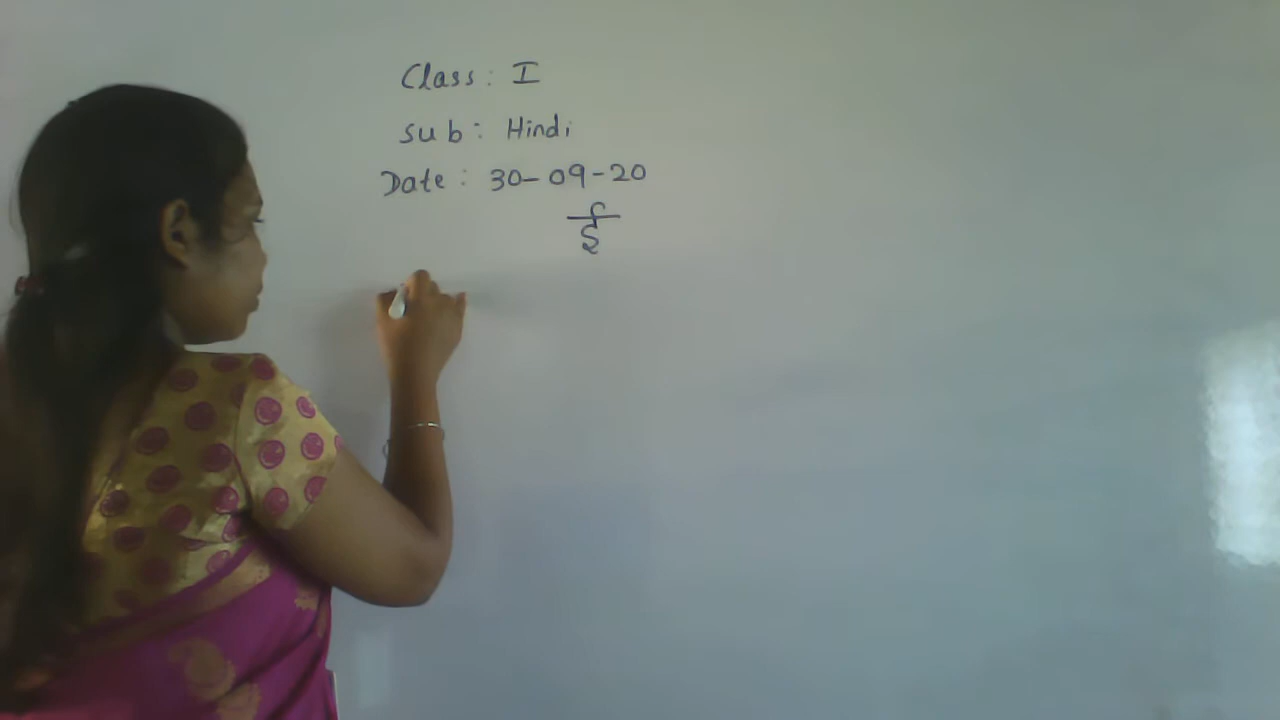 Class : I
Sub : Hindi
Date : 30-09-20
ई